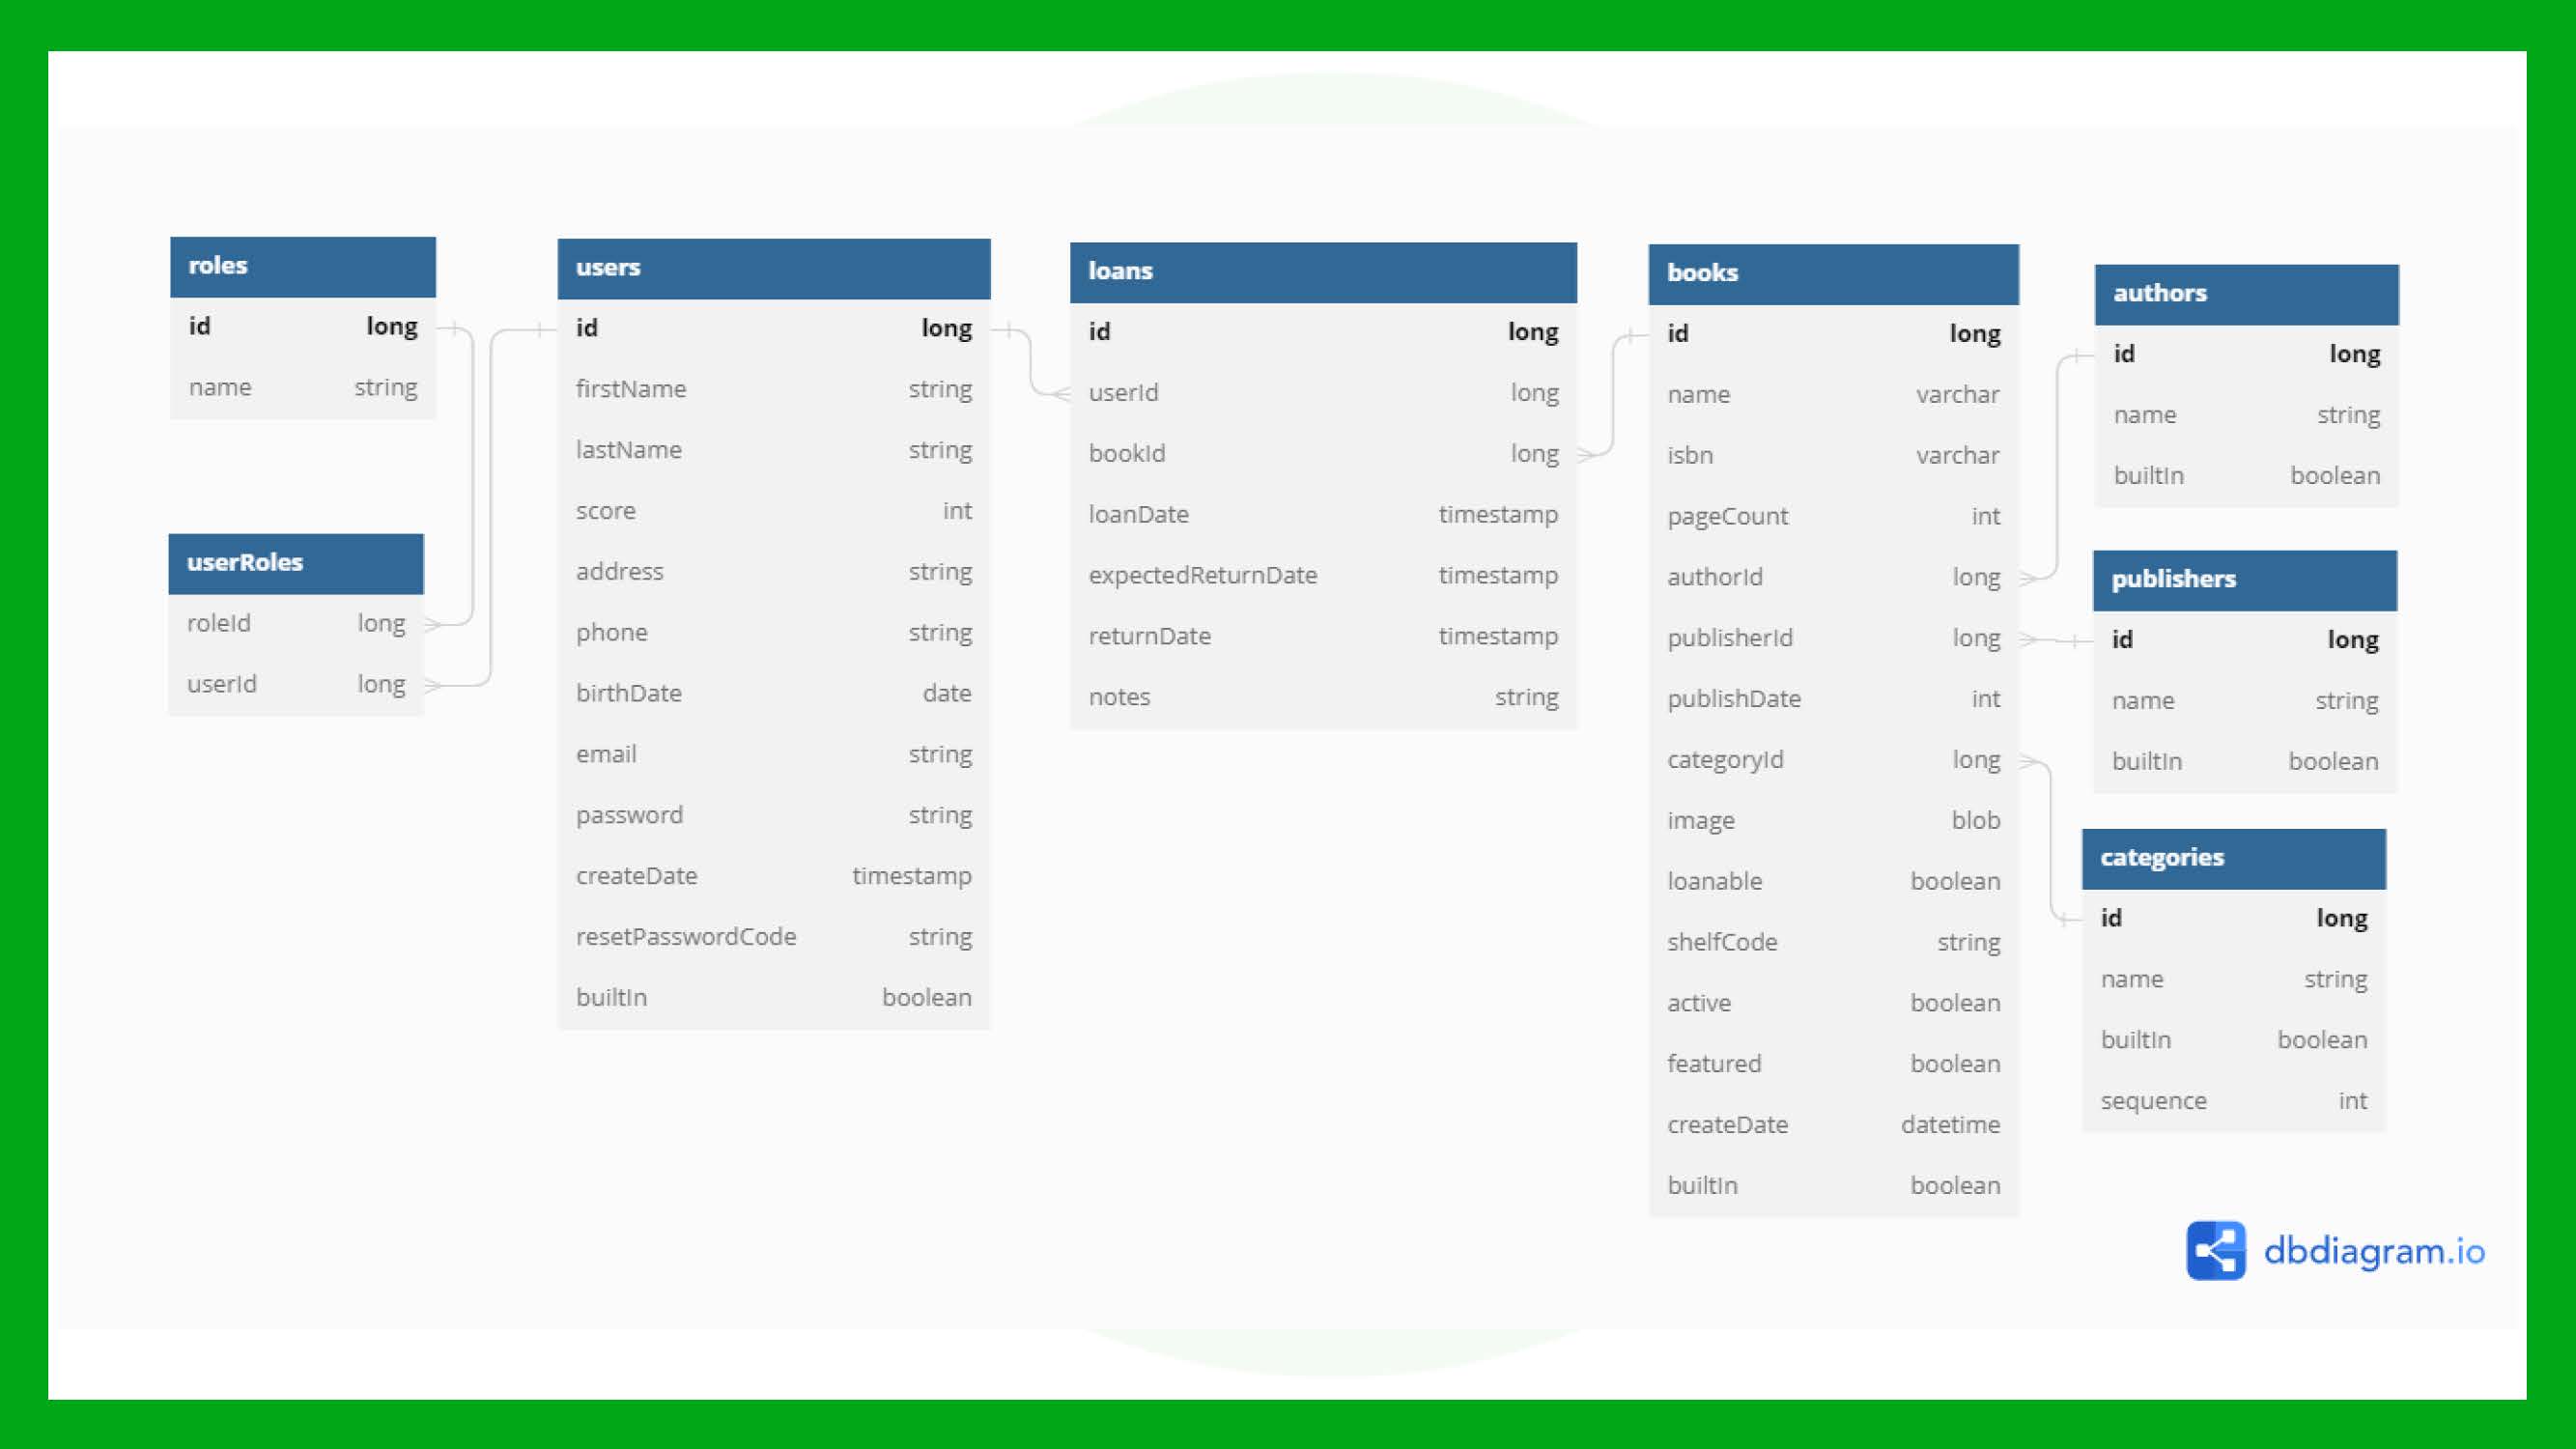 roles
id long
name string
userRoles
roleId long
userId long
users
id long
firstName string
lastName string
score int
address string
phone string
birthDate date
email string
password string
createDate timestamp
resetPasswordCode string
builtIn boolean
loans
id long
userId long
bookId long
loanDate timestamp
expectedReturnDate timestamp
returnDate timestamp
notes string
books
id long
name varchar
isbn varchar
pageCount int
authorId long
publisherId long
publishDate int
categoryId long
image blob
loanable boolean
shelfCode string
active boolean
featured boolean
createDate datetime
builtIn boolean
authors
id long
name string
builtIn boolean
publishers
id long
name string
builtIn boolean
categories
id long
name string
builtIn boolean
sequence int
dbdiagram.io